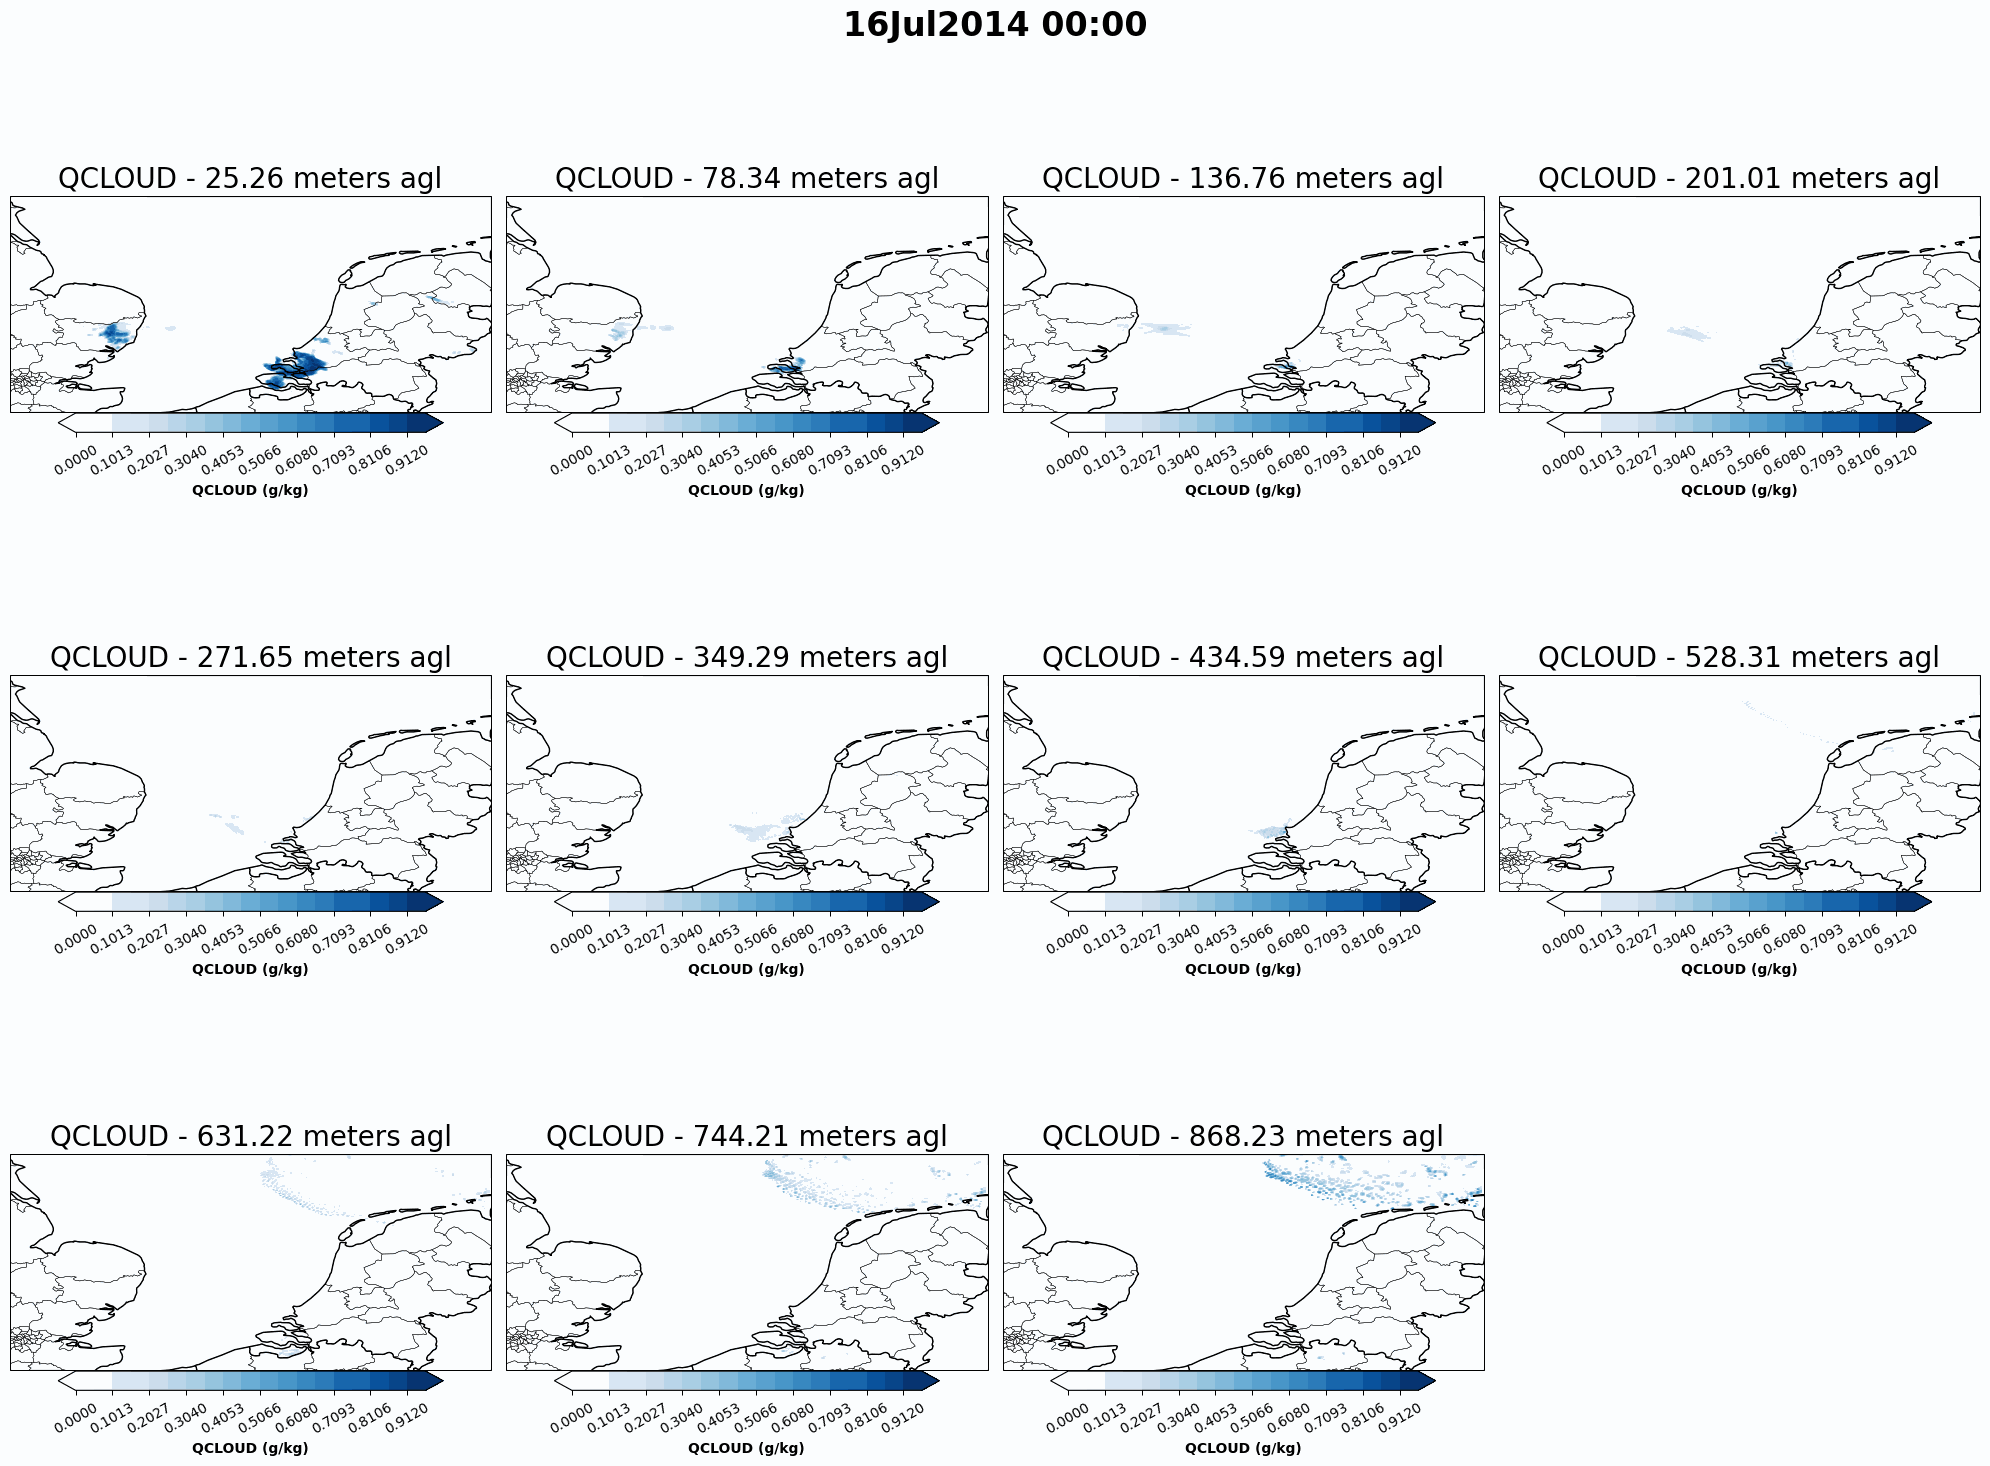 16Jul2014 00:00
QCLOUD - 25.26 meters agl
QCLOUD - 78.34 meters agl
QCLOUD - 136.76 meters agl
QCLOUD - 201.01 meters agl
0.0000 0.1013 0.2027 0.3040 0.4053 0.5066 0.6080 0.7093 0.8106 0.9120
0.0000 0.1013 0.2027 0.3040 0.4053 0.5066 0.6080 0.7093 0.8106 0.9120
0.0000 0.1013 0.2027 0.3040 0.4053 0.5066 0.6080 0.7093 0.8106 0.9120
0.0000 0.1013 0.2027 0.3040 0.4053 0.5066 0.6080 0.7093 0.8106 0.9120
QCLOUD (g/kg)
QCLOUD (g/kg)
QCLOUD (g/kg)
QCLOUD (g/kg)
QCLOUD - 271.65 meters agl
QCLOUD - 349.29 meters agl
QCLOUD - 434.59 meters agl
QCLOUD - 528.31 meters agl
0.0000 0.1013 0.2027 0.3040 0.4053 0.5066 0.6080 0.7093 0.8106 0.9120
0.0000 0.1013 0.2027 0.3040 0.4053 0.5066 0.6080 0.7093 0.8106 0.9120
0.0000 0.1013 0.2027 0.3040 0.4053 0.5066 0.6080 0.7093 0.8106 0.9120
0.0000 0.1013 0.2027 0.3040 0.4053 0.5066 0.6080 0.7093 0.8106 0.9120
QCLOUD (g/kg)
QCLOUD (g/kg)
QCLOUD (g/kg)
QCLOUD (g/kg)
QCLOUD - 631.22 meters agl
QCLOUD - 744.21 meters agl
QCLOUD - 868.23 meters agl
0.0000 0.1013 0.2027 0.3040 0.4053 0.5066 0.6080 0.7093 0.8106 0.9120
0.0000 0.1013 0.2027 0.3040 0.4053 0.5066 0.6080 0.7093 0.8106 0.9120
0.0000 0.1013 0.2027 0.3040 0.4053 0.5066 0.6080 0.7093 0.8106 0.9120
QCLOUD (g/kg)
QCLOUD (g/kg)
QCLOUD (g/kg)